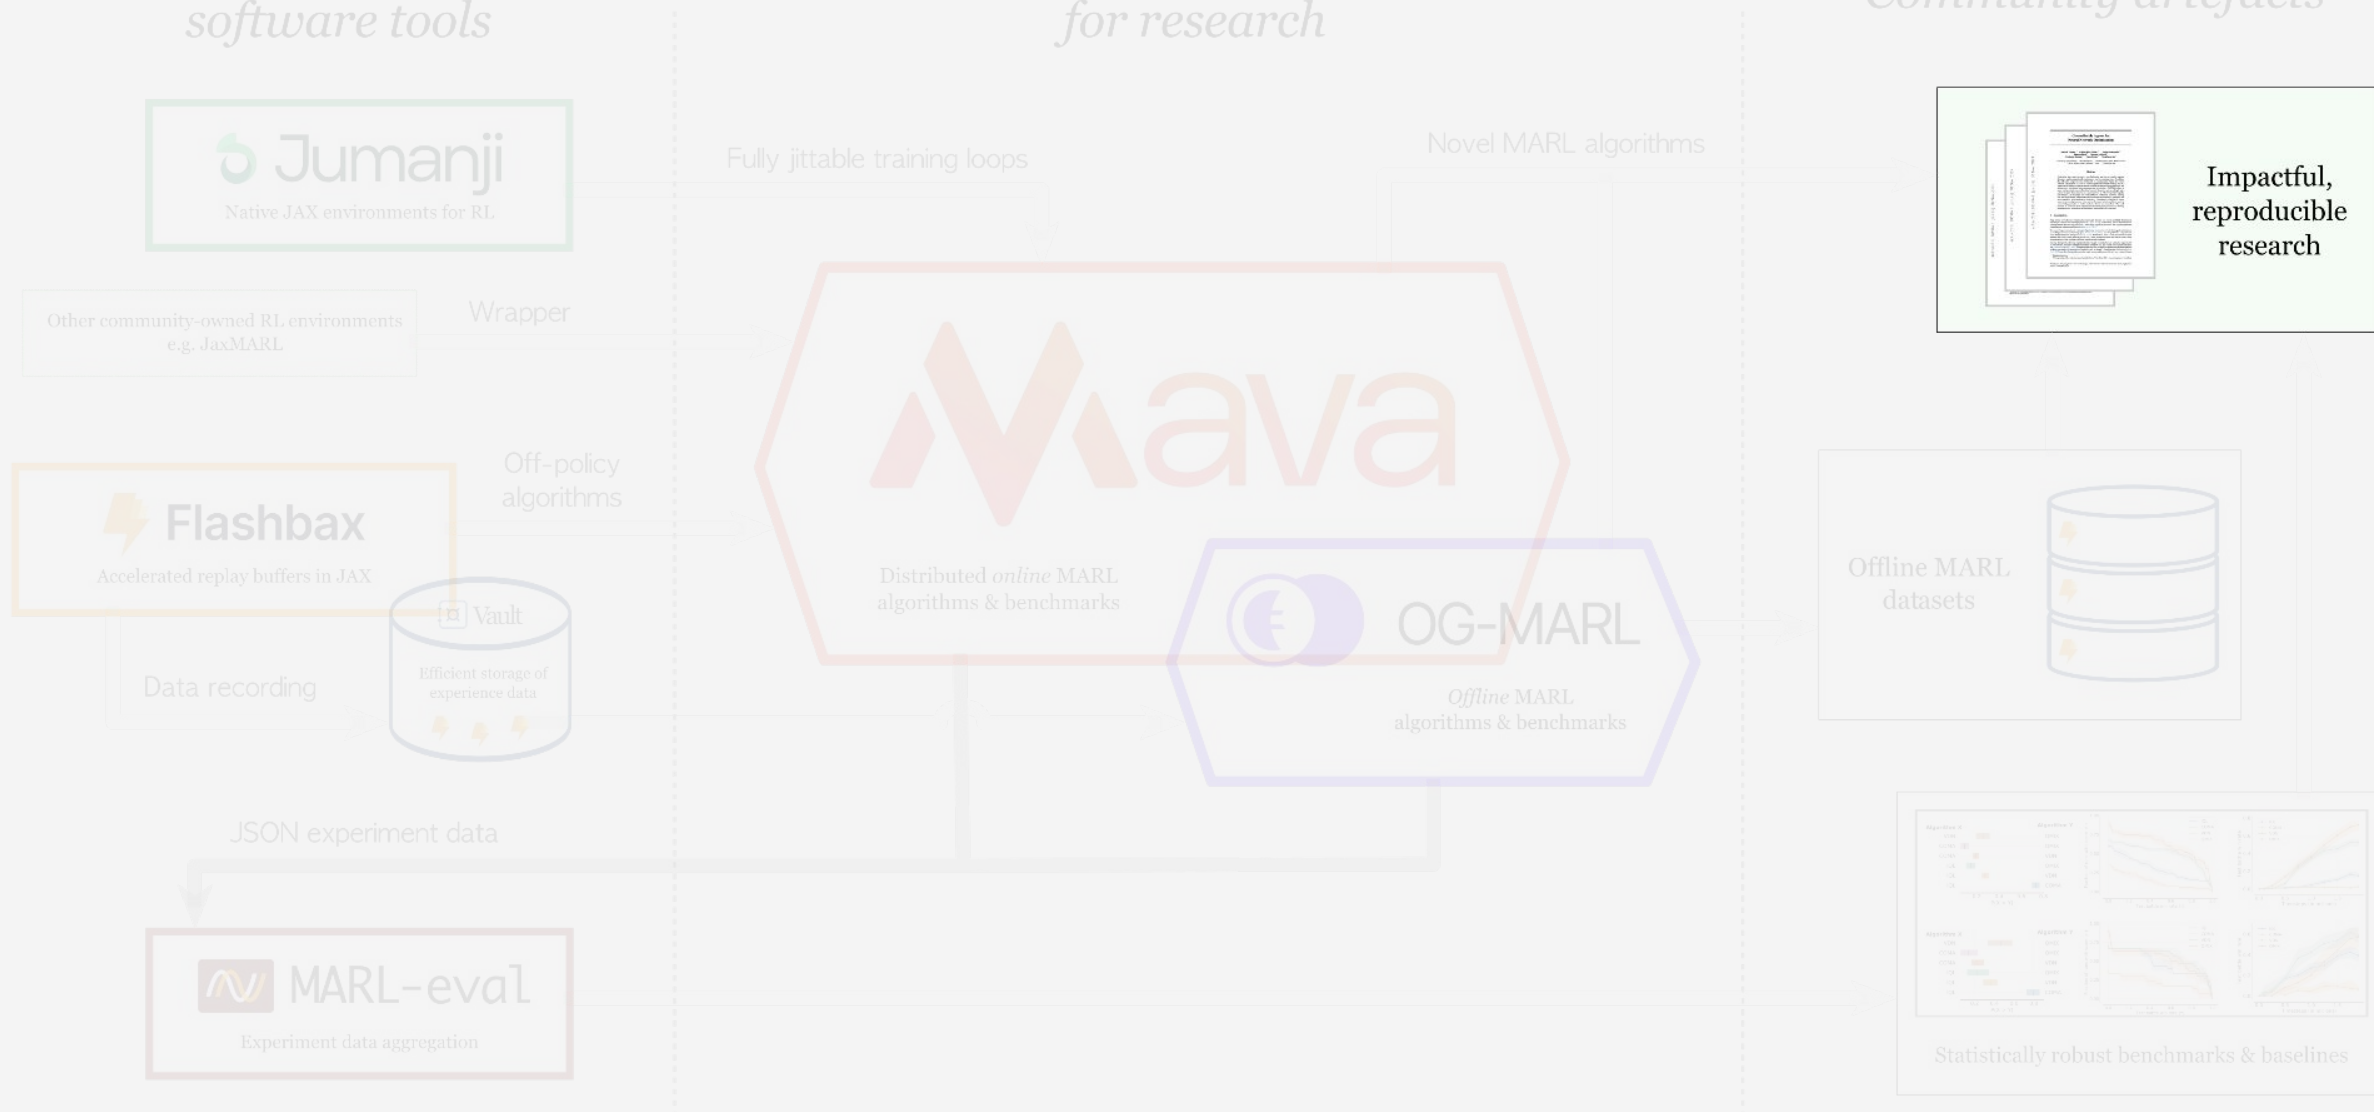 software tools
for research
Community artefacts
Jumanji
Native JAX environments for RL
Fully jittable training loops
Novel MARL algorithms
Impactful,
reproducible
research
Other community-owned RL environments
e.g. JaxMARL
Wrapper
Mava
Distributed online MARL
algorithms & benchmarks
Off-policy
algorithms
Flashbax
Accelerated replay buffers in JAX
Vault
Efficient storage of
experience data
Data recording
OG-MARL
Offline MARL
algorithms & benchmarks
Offline MARL
datasets
JSON experiment data
MARL-eval
Experiment data aggregation
Statistically robust benchmarks & baselines